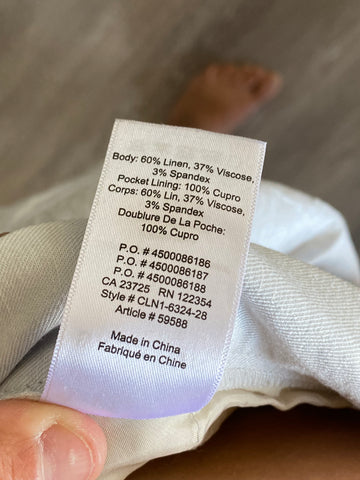 Body: 60% Linen, 37% Viscose,
3% Spandex
Pocket Lining: 100% Cupro
Corps: 60% Lin, 37% Viscose,
3% Spandex
Doublure De La Poche:
100% Cupro
P.O. # 4500086186
P.O. # 4500086187
P.O. # 4500086188
CA 23725 RN 122354
Style # CLN1-6324-28
Article # 59588
Made in China
Fabriqué en Chine